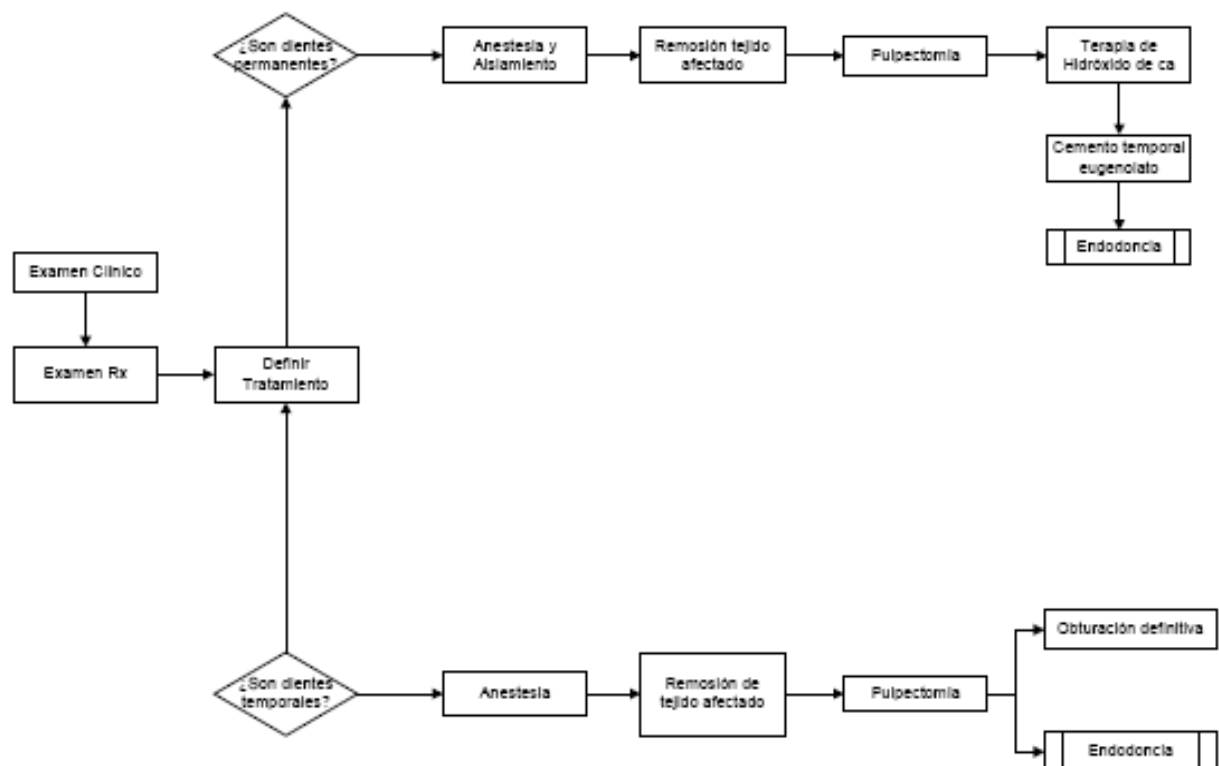 ¿Son dientes
permanentes?
Anestesia y
Aislamiento
Remosión tejido
afectado
Pulpectomía
Terapia de
Hidróxido de ca
Cemento temporal
eugenolato
Endodoncia
Examen Clínico
Examen Rx
Definir
Tratamiento
¿Son dientes
temporales?
Anestesia
Remosión de
tejido afectado
Pulpectomía
Obturación definitiva
Endodoncia